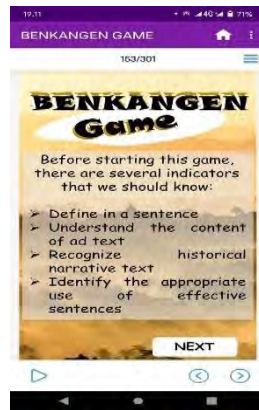 19.11
4G 71%
BENKANGEN GAME
153/301
BENKANGEN
Game
Before starting this game,
there are several indicators
that we should know:
➤ Define in a sentence
➤ Understand the content
of ad text
➤ Recognize historical
narrative text
➤ Identify the appropriate
use of effective
sentences
NEXT